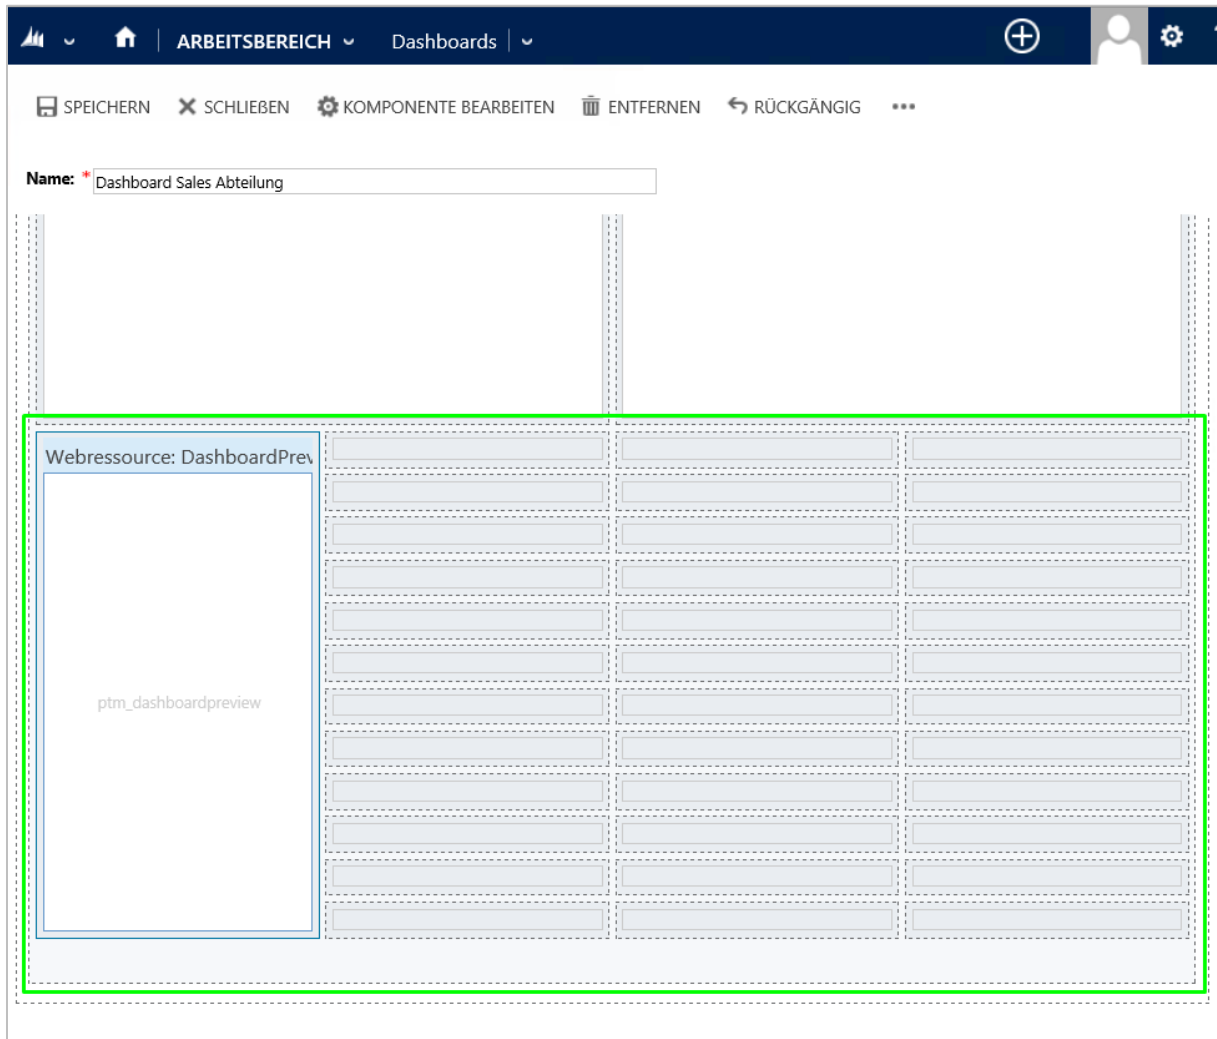 ARBEITSBEREICH Dashboards
SPEICHERN SCHLIEßEN KOMPONENTE BEARBEITEN ENTFERNEN RÜCKGÄNGIG •••
Name: * Dashboard Sales Abteilung
Webressource: DashboardPrev
ptm_dashboardpreview